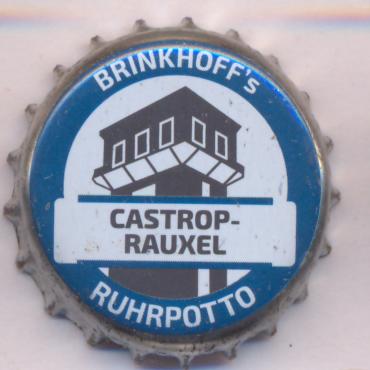 BRINKHOFF's
CASTROP-
RAUXEL
RUHRPOTTO